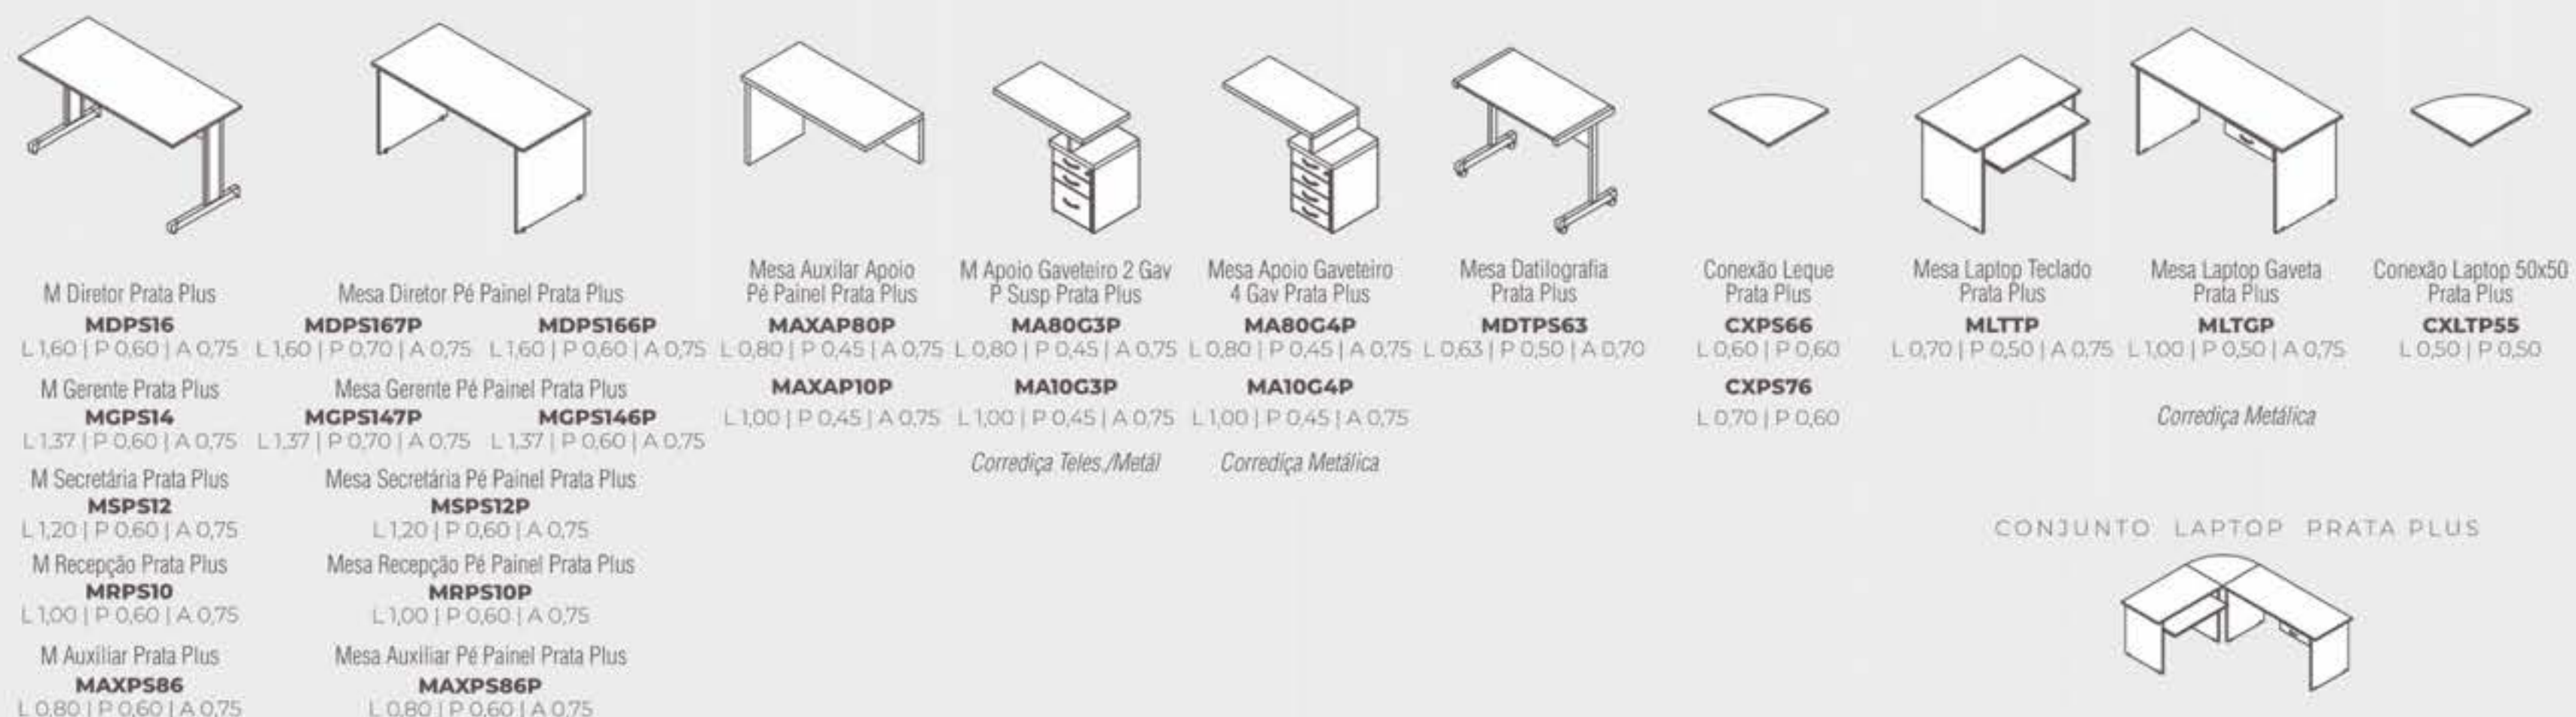 M Diretor Prata Plus
MDPS16
L 1,60 | P 0,60 | A 0,75
M Gerente Prata Plus
MGPS14
L 1,37 | P 0,60 | A 0,75
M Secretária Prata Plus
MSPS12
L 1,20 | P 0,60 | A 0,75
M Recepção Prata Plus
MRPS10
L 1,00 | P 0,60 | A 0,75
M Auxiliar Prata Plus
MAXPS86
L 0,80 | P 0,60 | A 0,75
Mesa Diretor Pé Painel Prata Plus
MDPS167P MDPS166P
L 1,60 | P 0,70 | A 0,75 L 1,60 | P 0,60 | A 0,75
Mesa Gerente Pé Painel Prata Plus
MGPS147P MGPS146P
L 1,37 | P 0,70 | A 0,75 L 1,37 | P 0,60 | A 0,75
Mesa Secretária Pé Painel Prata Plus
MSPS12P
L 1,20 | P 0,60 | A 0,75
Mesa Recepção Pé Painel Prata Plus
MRPS10P
L 1,00 | P 0,60 | A 0,75
Mesa Auxiliar Pé Painel Prata Plus
MAXPS86P
L 0,80 | P 0,60 | A 0,75
Mesa Auxilar Apoio
Pé Painel Prata Plus
MAXAP80P
L 0,80 | P 0,45 | A 0,75
MAXAP10P
L 1,00 | P 0,45 | A 0,75
M Apoio Gaveteiro 2 Gav
P Susp Prata Plus
MA80G3P
L 0,80 | P 0,45 | A 0,75
MA10G3P
L 1,00 | P 0,45 | A 0,75
Corrediça Teles./Metál
Mesa Apoio Gaveteiro
4 Gav Prata Plus
MA80G4P
L 0,80 | P 0,45 | A 0,75
MA10G4P
L 1,00 | P 0,45 | A 0,75
Corrediça Metálica
Mesa Datilografia
Prata Plus
MDTPS63
L 0,63 | P 0,50 | A 0,70
Conexão Leque
Prata Plus
CXPS66
L 0,60 | P 0,60
CXPS76
L 0,70 | P 0,60
Mesa Laptop Teclado
Prata Plus
MLTTP
L 0,70 | P 0,50 | A 0,75
Mesa Laptop Gaveta
Prata Plus
MLTGP
L 1,00 | P 0,50 | A 0,75
Corrediça Metálica
Conexão Laptop 50x50
Prata Plus
CXLTP55
L 0,50 | P 0,50
CONJUNTO LAPTOP PRATA PLUS